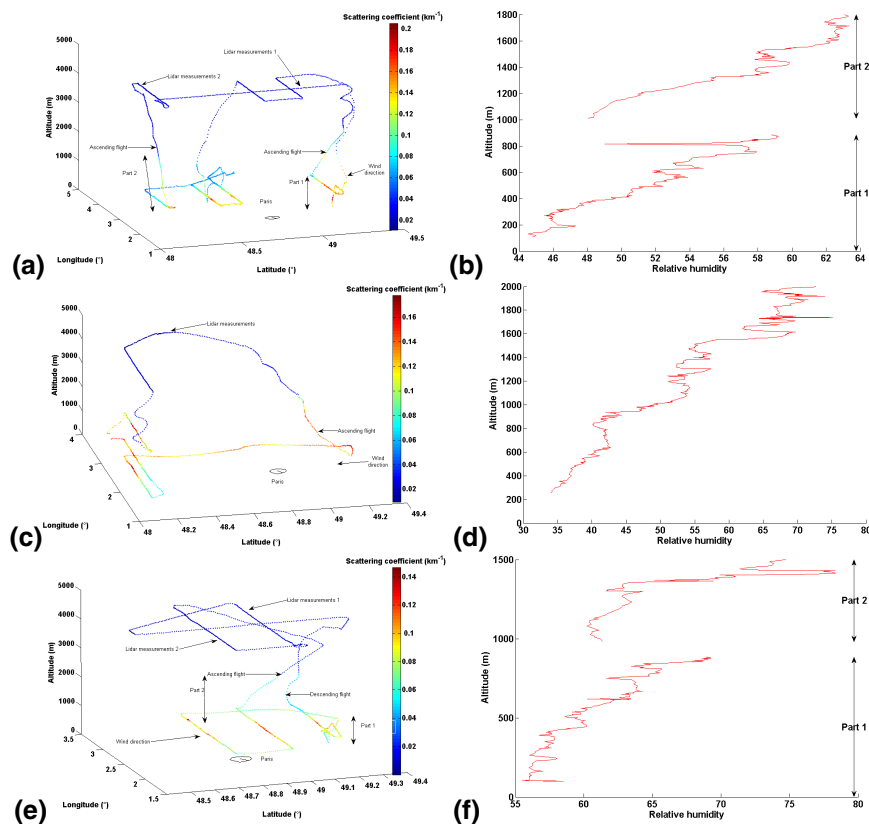 Scattering coefficient (km-1)
0.2
0.18
0.16
0.14
0.12
0.1
0.08
0.06
0.04
0.02
5000
4000
3000
2000
1000
0
Altitude (m)
Lidar measurements 2
Lidar measurements 1
Ascending flight
Ascending flight
Part 2
Part 1
Wind
direction
Paris
5
4
3
2
1
48
48.5
49
49.5
Longitude (°)
Latitude (°)
(a)
1800
1600
1400
1200
1000
800
600
400
200
0
Altitude (m)
Part 2
Part 1
44 46 48 50 52 54 56 58 60 62 64
Relative humidity
(b)
Scattering coefficient (km-1)
0.16
0.14
0.12
0.1
0.08
0.06
0.04
0.02
5000
4000
3000
2000
1000
0
Altitude (m)
Lidar measurements
Ascending flight
Wind
direction
Paris
4
3
2
1
48
48.2
48.4
48.6
48.8
49
49.2
49.4
Longitude (°)
Latitude (°)
(c)
2000
1800
1600
1400
1200
1000
800
600
400
200
0
Altitude (m)
30 35 40 45 50 55 60 65 70 75 80
Relative humidity
(d)
Scattering coefficient (km-1)
0.14
0.12
0.1
0.08
0.06
0.04
0.02
5000
4000
3000
2000
1000
0
Altitude (m)
Lidar measurements 1
Lidar measurements 2
Ascending flight
Part 2
Descending flight
Part 1
Wind direction
Paris
3.5
3
2.5
2
1.5
48.5
48.6
48.7
48.8
48.9
49
49.1
49.2
49.3
49.4
Longitude (°)
Latitude (°)
(e)
1500
1000
500
0
Altitude (m)
Part 2
Part 1
55 60 65 70 75 80
Relative humidity
(f)